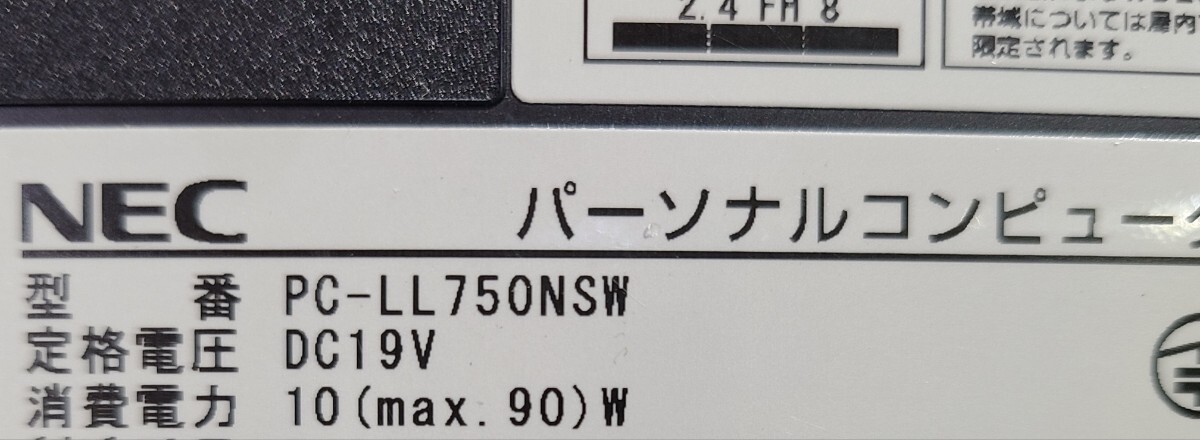 2.4 FH 8
帯域については屋内
限定されます。
NEC パーソナルコンピュータ
型 番 PC-LL750NSW
定格電圧 DC19V
消費電力 10(max.90)W